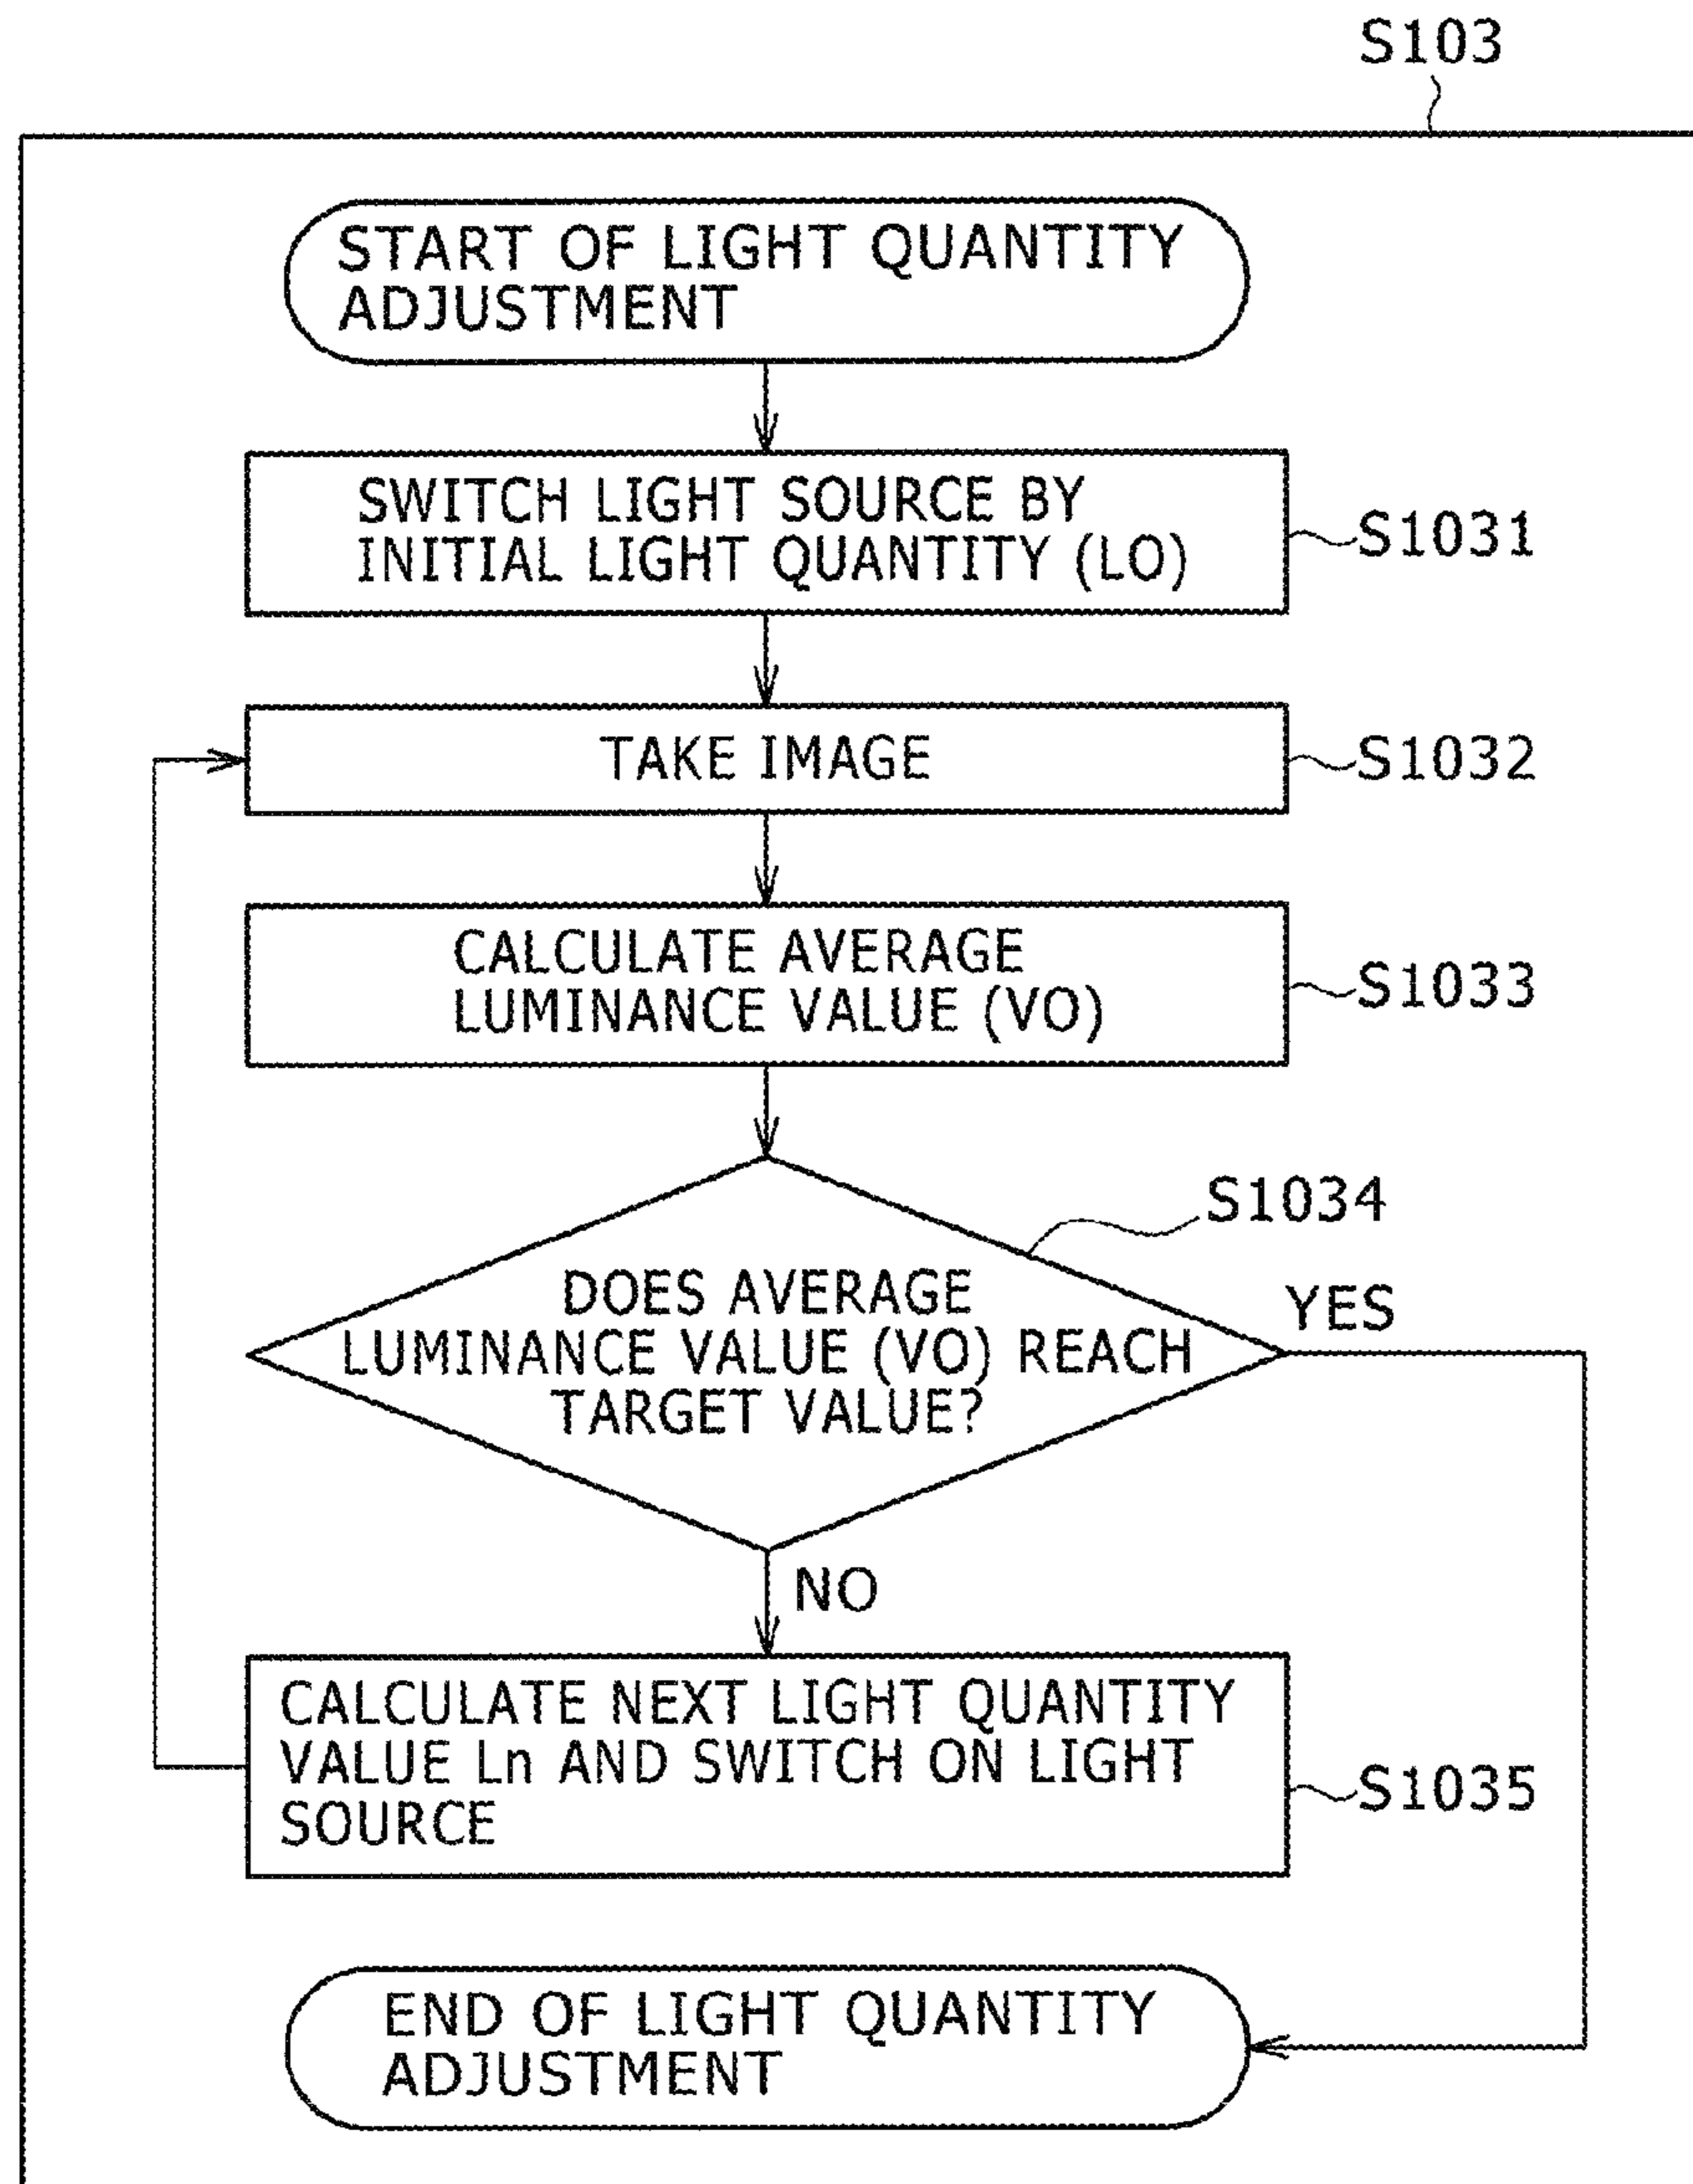 S103
START OF LIGHT QUANTITY
ADJUSTMENT
SWITCH LIGHT SOURCE BY
INITIAL LIGHT QUANTITY (LO)
S1031
TAKE IMAGE
S1032
CALCULATE AVERAGE
LUMINANCE VALUE (VO)
S1033
S1034
DOES AVERAGE
LUMINANCE VALUE (VO) REACH
TARGET VALUE?
YES
NO
CALCULATE NEXT LIGHT QUANTITY
VALUE Ln AND SWITCH ON LIGHT
SOURCE
S1035
END OF LIGHT QUANTITY
ADJUSTMENT